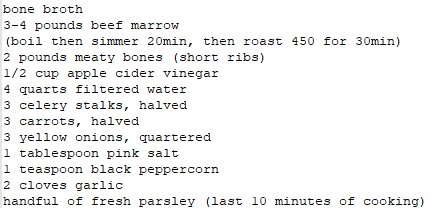 bone broth
3-4 pounds beef marrow
(boil then simmer 20min, then roast 450 for 30min)
2 pounds meaty bones (short ribs)
1/2 cup apple cider vinegar
4 quarts filtered water
3 celery stalks, halved
3 carrots, halved
3 yellow onions, quartered
1 tablespoon pink salt
1 teaspoon black peppercorn
2 cloves garlic
handful of fresh parsley (last 10 minutes of cooking)